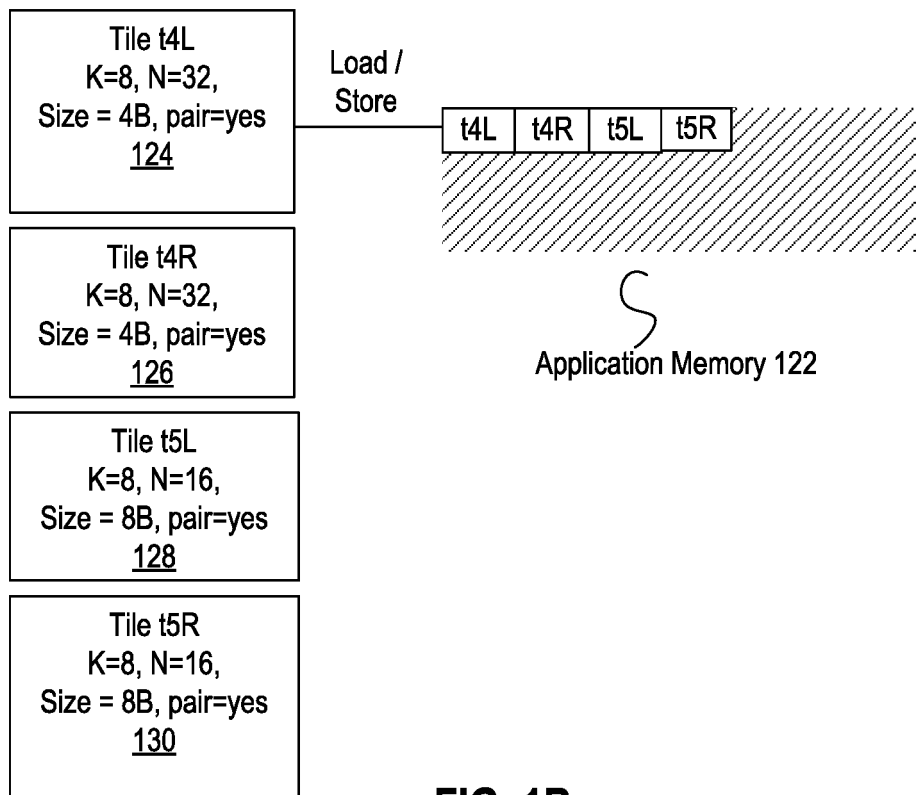 Tile t4L
K=8, N=32,
Size = 4B, pair=yes
124
Load /
Store
t4L t4R t5L t5R
Tile t4R
K=8, N=32,
Size = 4B, pair=yes
126
Application Memory 122
Tile t5L
K=8, N=16,
Size = 8B, pair=yes
128
Tile t5R
K=8, N=16,
Size = 8B, pair=yes
130
FIG. 1B